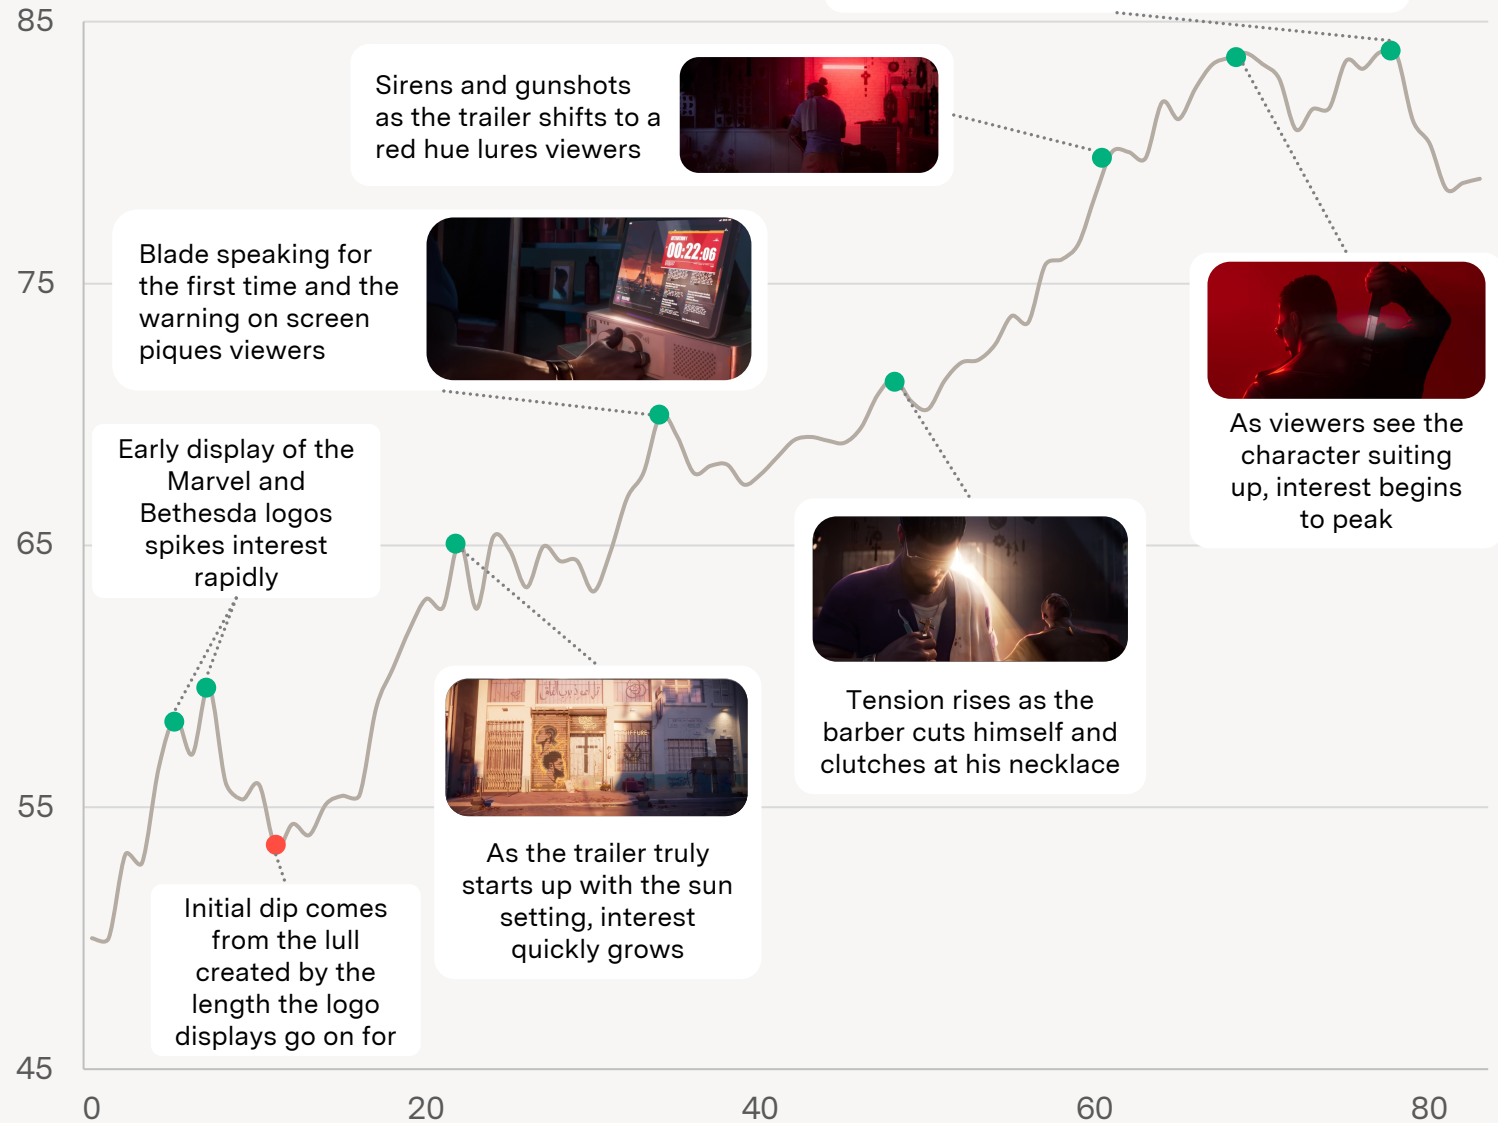 85
Sirens and gunshots
as the trailer shifts to a
red hue lures viewers
Blade speaking for
the first time and the
warning on screen
piques viewers
00:22:06
75
As viewers see the
character suiting
up, interest begins
to peak
Early display of the
Marvel and
Bethesda logos
spikes interest
rapidly
65
Tension rises as the
barber cuts himself and
clutches at his necklace
55
As the trailer truly
starts up with the sun
setting, interest
quickly grows
Initial dip comes
from the lull
created by the
length the logo
displays go on for
45
0 20 40 60 80